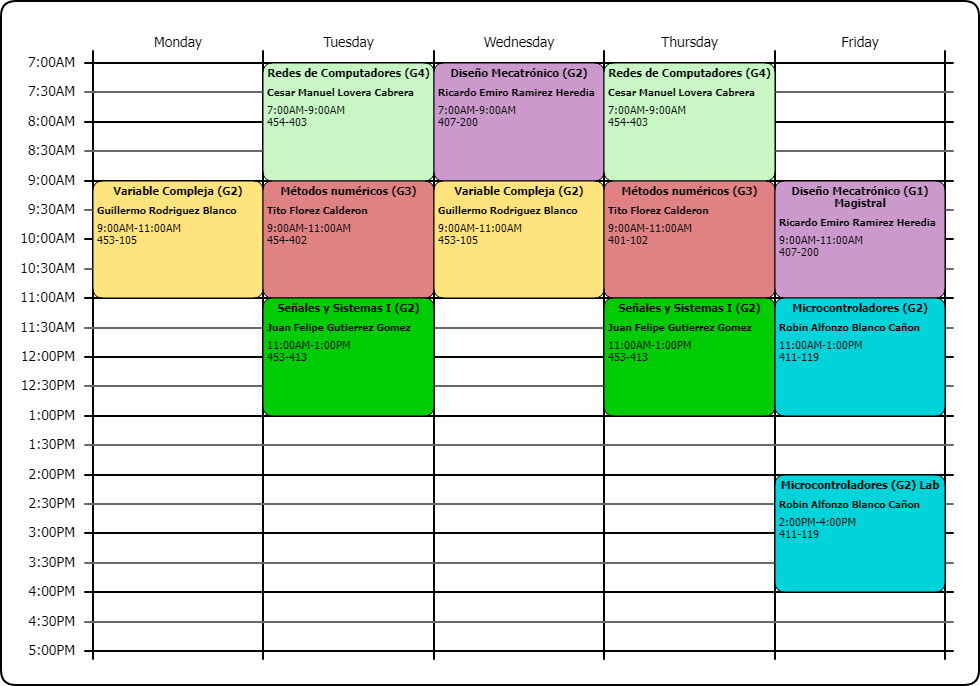 Monday Tuesday Wednesday Thursday Friday
7:00AM
7:30AM
8:00AM
8:30AM
9:00AM
9:30AM
10:00AM
10:30AM
11:00AM
11:30AM
12:00PM
12:30PM
1:00PM
1:30PM
2:00PM
2:30PM
3:00PM
3:30PM
4:00PM
4:30PM
5:00PM
Variable Compleja (G2)
Guillermo Rodriguez Blanco
9:00AM-11:00AM
453-105
Redes de Computadores (G4)
Cesar Manuel Lovera Cabrera
7:00AM-9:00AM
454-403
Métodos numéricos (G3)
Tito Florez Calderon
9:00AM-11:00AM
454-402
Señales y Sistemas I (G2)
Juan Felipe Gutierrez Gomez
11:00AM-1:00PM
453-413
Diseño Mecatrónico (G2)
Ricardo Emiro Ramirez Heredia
7:00AM-9:00AM
407-200
Variable Compleja (G2)
Guillermo Rodriguez Blanco
9:00AM-11:00AM
453-105
Redes de Computadores (G4)
Cesar Manuel Lovera Cabrera
7:00AM-9:00AM
454-403
Métodos numéricos (G3)
Tito Florez Calderon
9:00AM-11:00AM
401-102
Señales y Sistemas I (G2)
Juan Felipe Gutierrez Gomez
11:00AM-1:00PM
453-413
Diseño Mecatrónico (G1)
Magistral
Ricardo Emiro Ramirez Heredia
9:00AM-11:00AM
407-200
Microcontroladores (G2)
Robin Alfonzo Blanco Cañon
11:00AM-1:00PM
411-119
Microcontroladores (G2) Lab
Robin Alfonzo Blanco Cañon
2:00PM-4:00PM
411-119